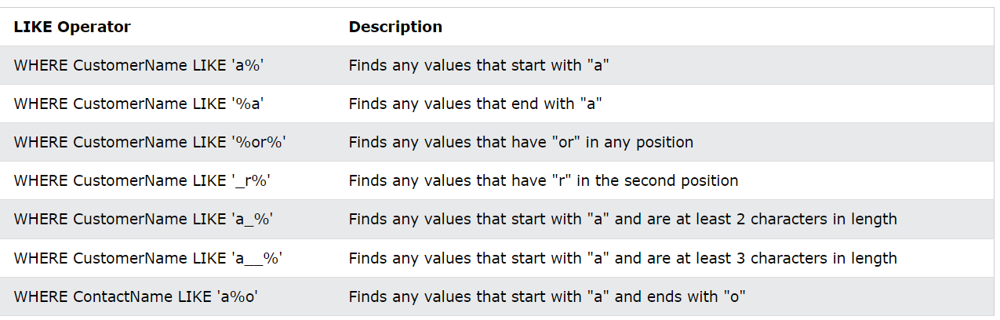 LIKE Operator Description
WHERE CustomerName LIKE 'a%' Finds any values that start with "a"
WHERE CustomerName LIKE '%a' Finds any values that end with "a"
WHERE CustomerName LIKE '%or%' Finds any values that have "or" in any position
WHERE CustomerName LIKE '_r%' Finds any values that have "r" in the second position
WHERE CustomerName LIKE 'a_%' Finds any values that start with "a" and are at least 2 characters in length
WHERE CustomerName LIKE 'a__%' Finds any values that start with "a" and are at least 3 characters in length
WHERE ContactName LIKE 'a%o' Finds any values that start with "a" and ends with "o"